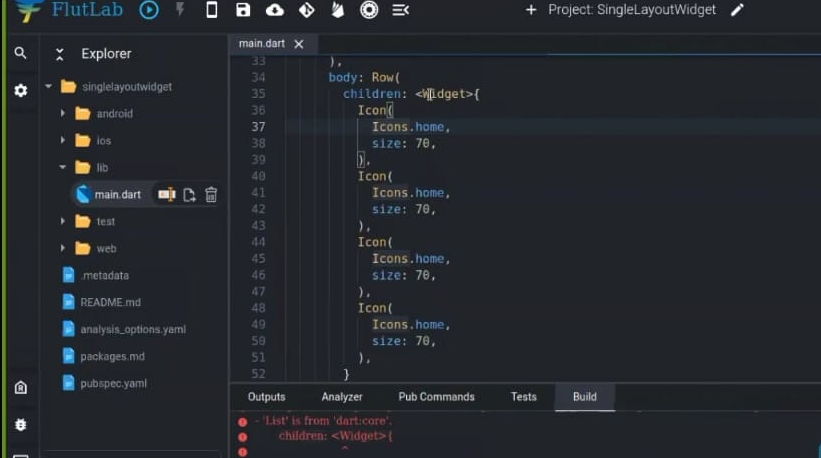 FlutLab
+ Project: SingleLayoutWidget
Explorer
main.dart
singlelayoutwidget
android
ios
lib
main.dart
test
web
.metadata
README.md
analysis_options.yaml
packages.md
pubspec.yaml
33 ),
34 body: Row(
35 children: <Widget>{
36 Icon(
37 Icons.home,
38 size: 70,
39 ),
40 Icon(
41 Icons.home,
42 size: 70,
43 ),
44 Icon(
45 Icons.home,
46 size: 70,
47 ),
48 Icon(
49 Icons.home,
50 size: 70,
51 ),
52 }
Outputs Analyzer Pub Commands Tests Build
- 'List' is from 'dart:core'.
children: <Widget>{
^